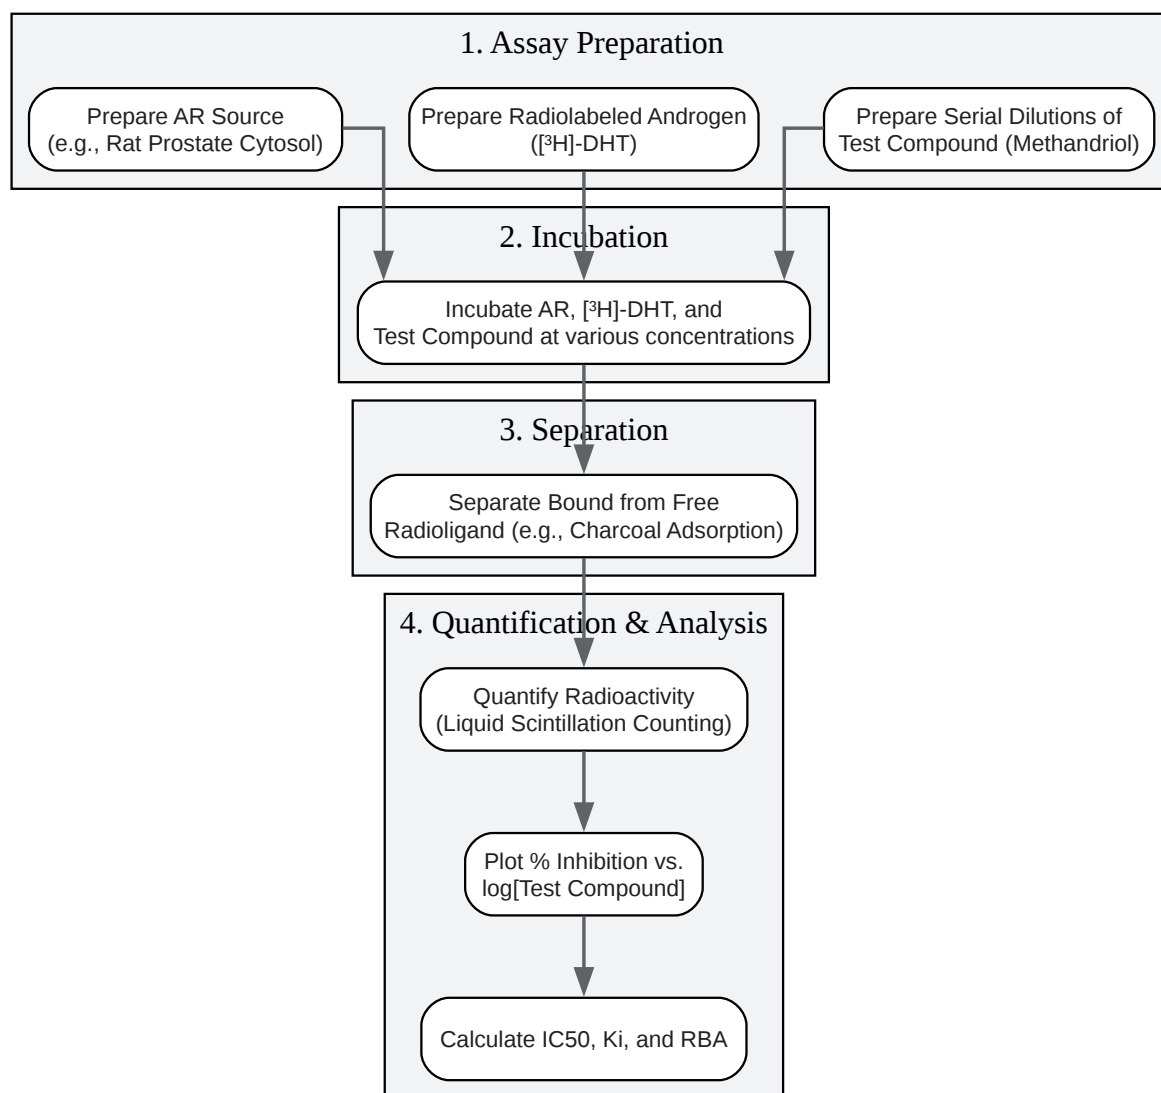 1. Assay Preparation
Prepare AR Source
(e.g., Rat Prostate Cytosol)
Prepare Radiolabeled Androgen
([³H]-DHT)
Prepare Serial Dilutions of
Test Compound (Methandriol)
2. Incubation
Incubate AR, [³H]-DHT, and
Test Compound at various concentrations
3. Separation
Separate Bound from Free
Radioligand (e.g., Charcoal Adsorption)
4. Quantification & Analysis
Quantify Radioactivity
(Liquid Scintillation Counting)
Plot % Inhibition vs.
log[Test Compound]
Calculate IC50, Ki, and RBA